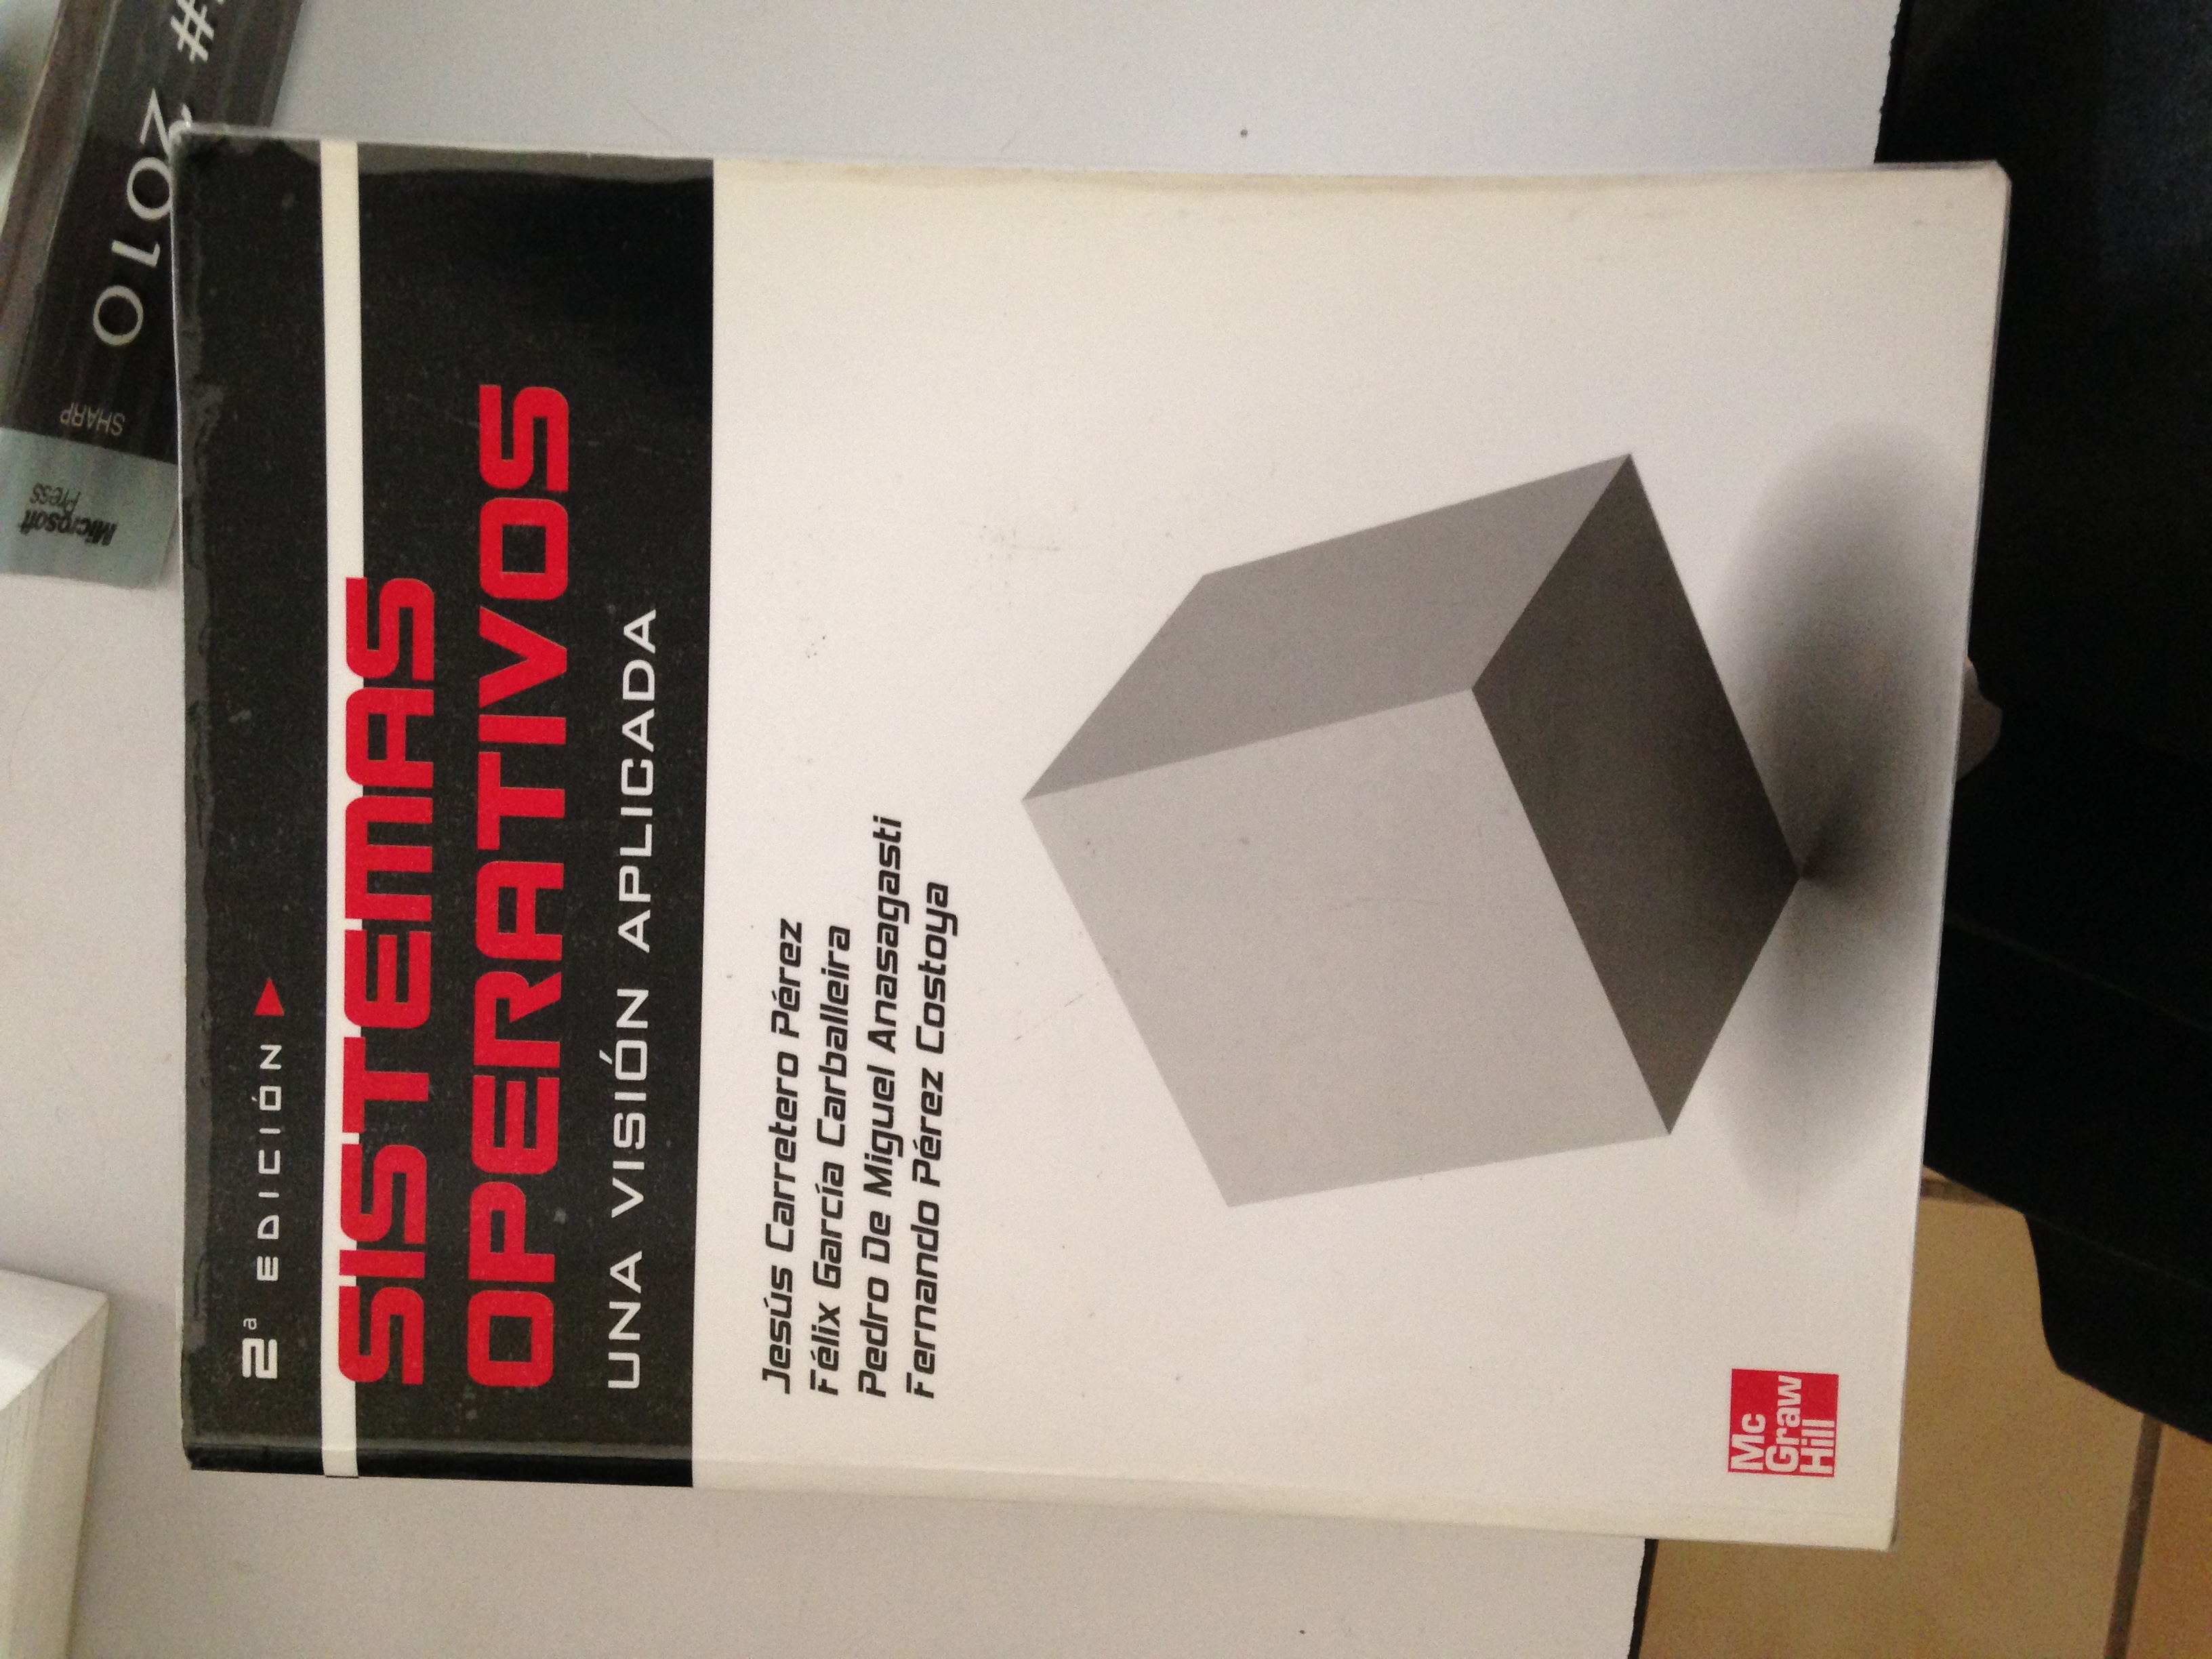 Microsoft
Press
SHARP
# 2010
2ª EDICIÓN
SISTEMAS
OPERATIVOS
UNA VISIÓN APLICADA
Jesús Carretero Pérez
Félix García Carballeira
Pedro De Miguel Anasagasti
Fernando Pérez Costoya
Mc
Graw
Hill